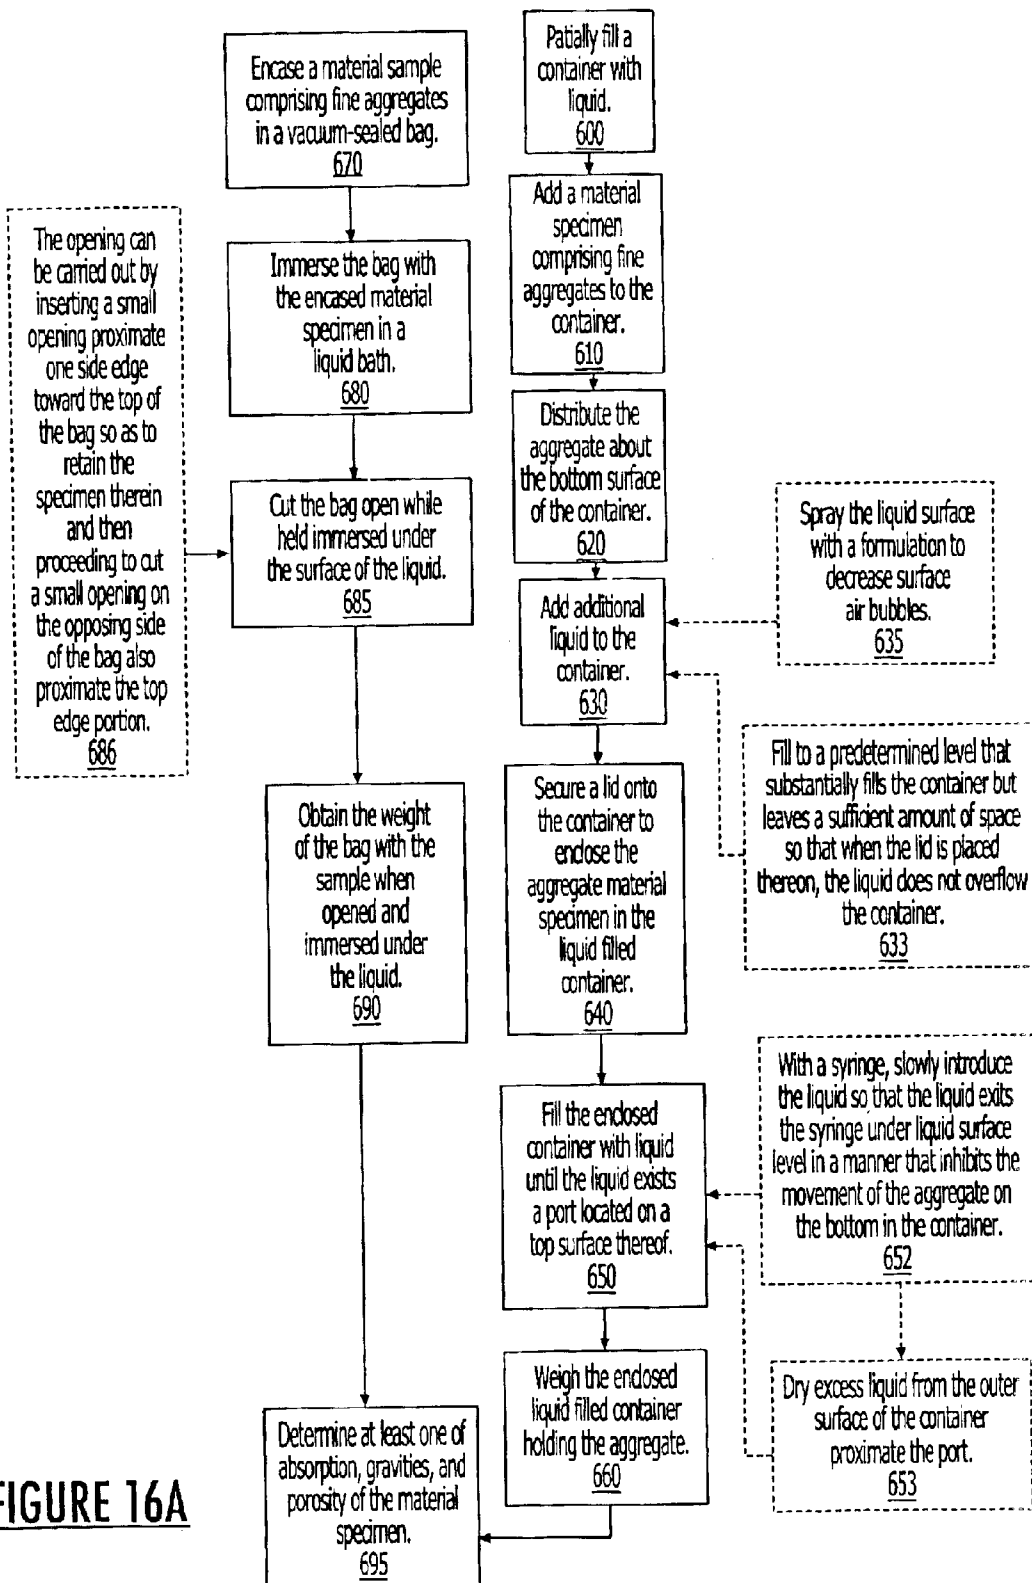 Encase a material sample
comprising fine aggregates
in a vacuum-sealed bag.
670
Immerse the bag with
the encased material
specimen in a
liquid bath.
680
The opening can
be carried out by
inserting a small
opening proximate
one side edge
toward the top of
the bag so as to
retain the
specimen therein
and then
proceeding to cut
a small opening on
the opposing side
of the bag also
proximate the top
edge portion.
686
Cut the bag open while
held immersed under
the surface of the liquid.
685
Obtain the weight
of the bag with the
sample when
opened and
immersed under
the liquid.
690
Patially fill a
container with
liquid.
600
Add a material
specimen
comprising fine
aggregates to the
container.
610
Distribute the
aggregate about
the bottom surface
of the container.
620
Add additional
liquid to the
container.
630
Spray the liquid surface
with a formulation to
decrease surface
air bubbles.
635
Fill to a predetermined level that
substantially fills the container but
leaves a sufficient amount of space
so that when the lid is placed
thereon, the liquid does not overflow
the container.
633
Secure a lid onto
the container to
enclose the
aggregate material
specimen in the
liquid filled
container.
640
Fill the enclosed
container with liquid
until the liquid exists
a port located on a
top surface thereof.
650
With a syringe, slowly introduce
the liquid so that the liquid exits
the syringe under liquid surface
level in a manner that inhibits the
movement of the aggregate on
the bottom in the container.
652
Dry excess liquid from the outer
surface of the container
proximate the port.
653
Weigh the enclosed
liquid filled container
holding the aggregate.
660
Determine at least one of
absorption, gravities, and
porosity of the material
specimen.
695
FIGURE 16A